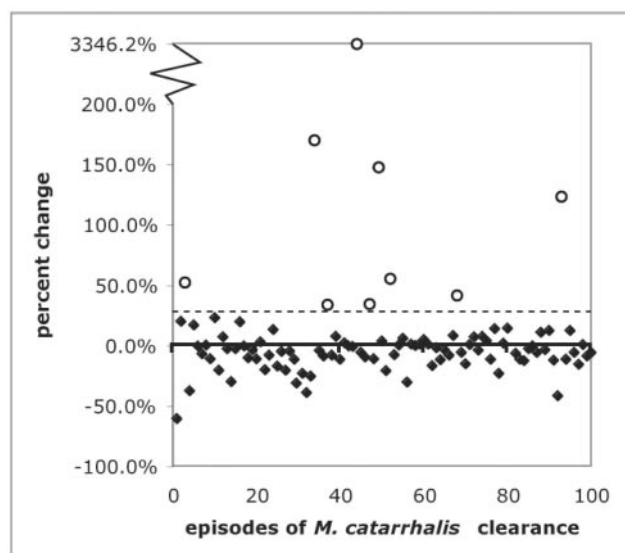 3346.2%
200.0%
150.0%
100.0%
50.0%
0.0%
-50.0%
-100.0%
percent change
0 20 40 60 80 100
episodes of M. catarrhalis clearance